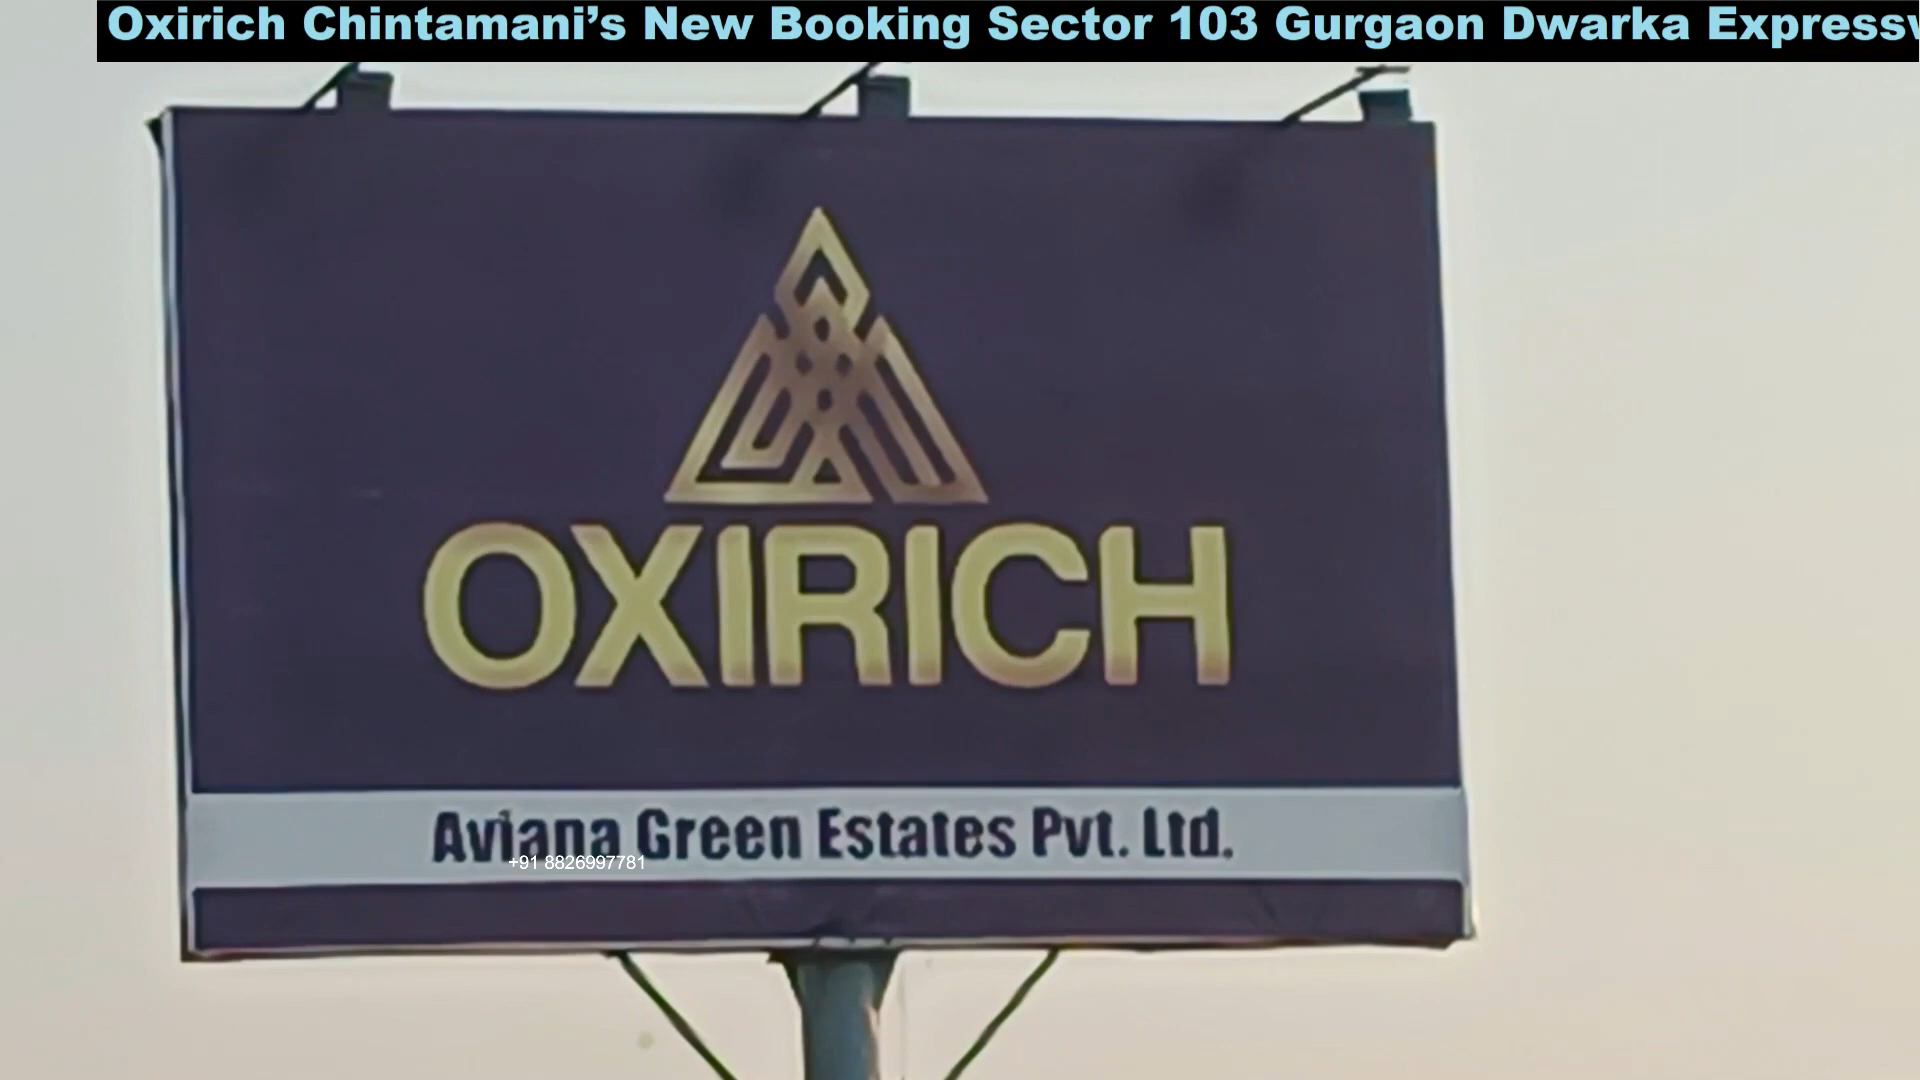 Oxirich Chintamani’s New Booking Sector 103 Gurgaon Dwarka Expressw
OXIRICH
Aviana Green Estates Pvt. Ltd.
+91 8826997781